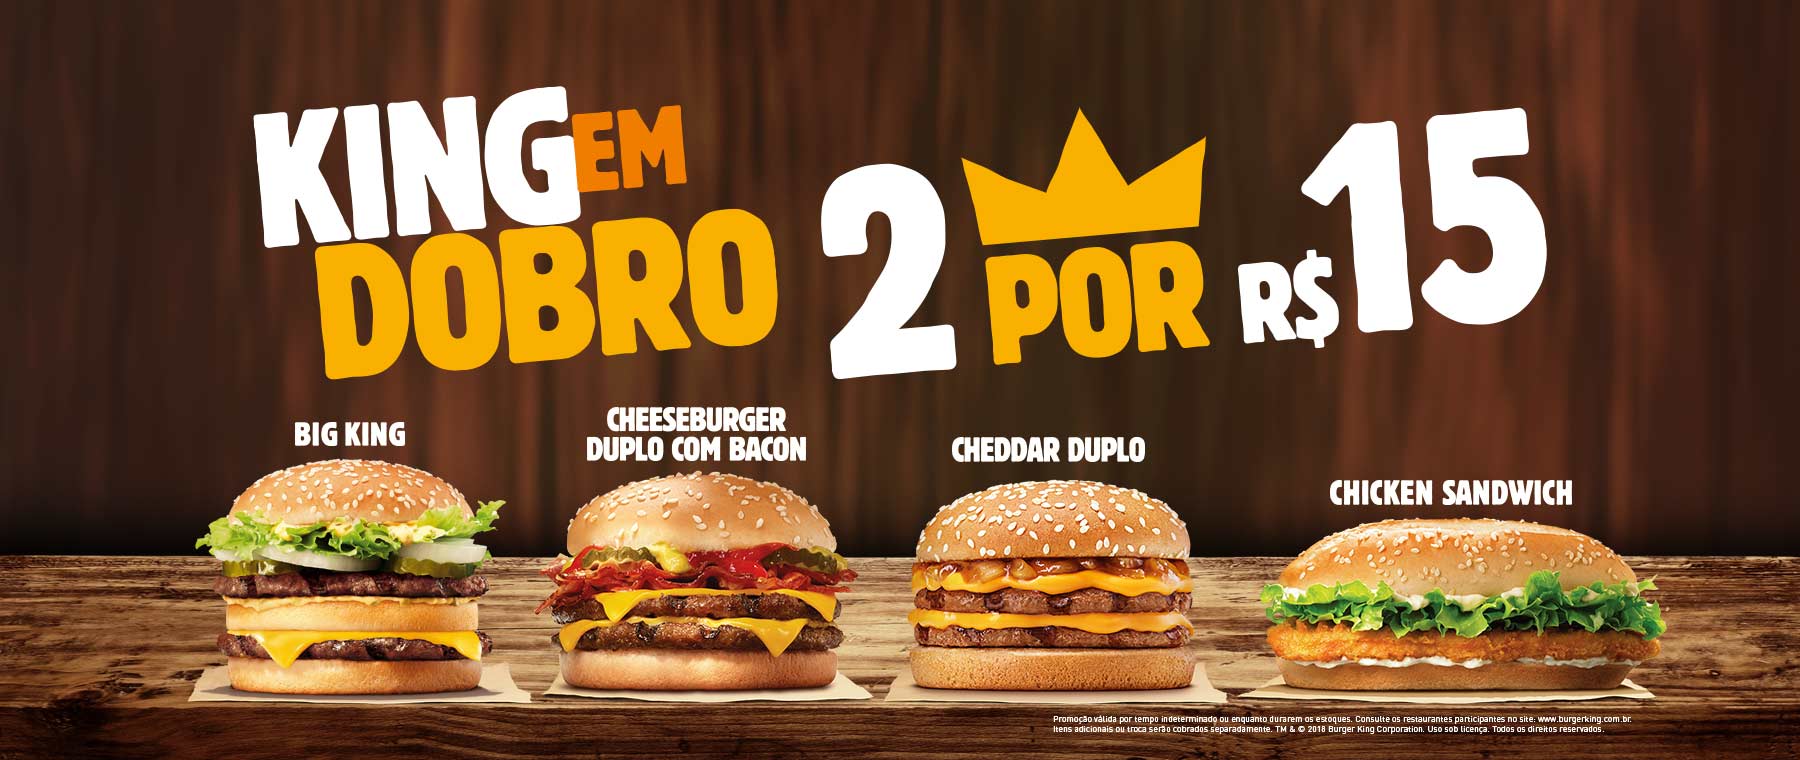 KING EM
DOBRO
2 POR R$15
BIG KING
CHEESEBURGER
DUPLO COM BACON
CHEDDAR DUPLO
CHICKEN SANDWICH
Promoção válida por tempo indeterminado ou enquanto durarem os estoques. Consulte os restaurantes participantes no site: www.burgerking.com.br.
Itens adicionais ou troca serão cobrados separadamente. TM & © 2018 Burger King Corporation. Uso sob licença. Todos os direitos reservados.